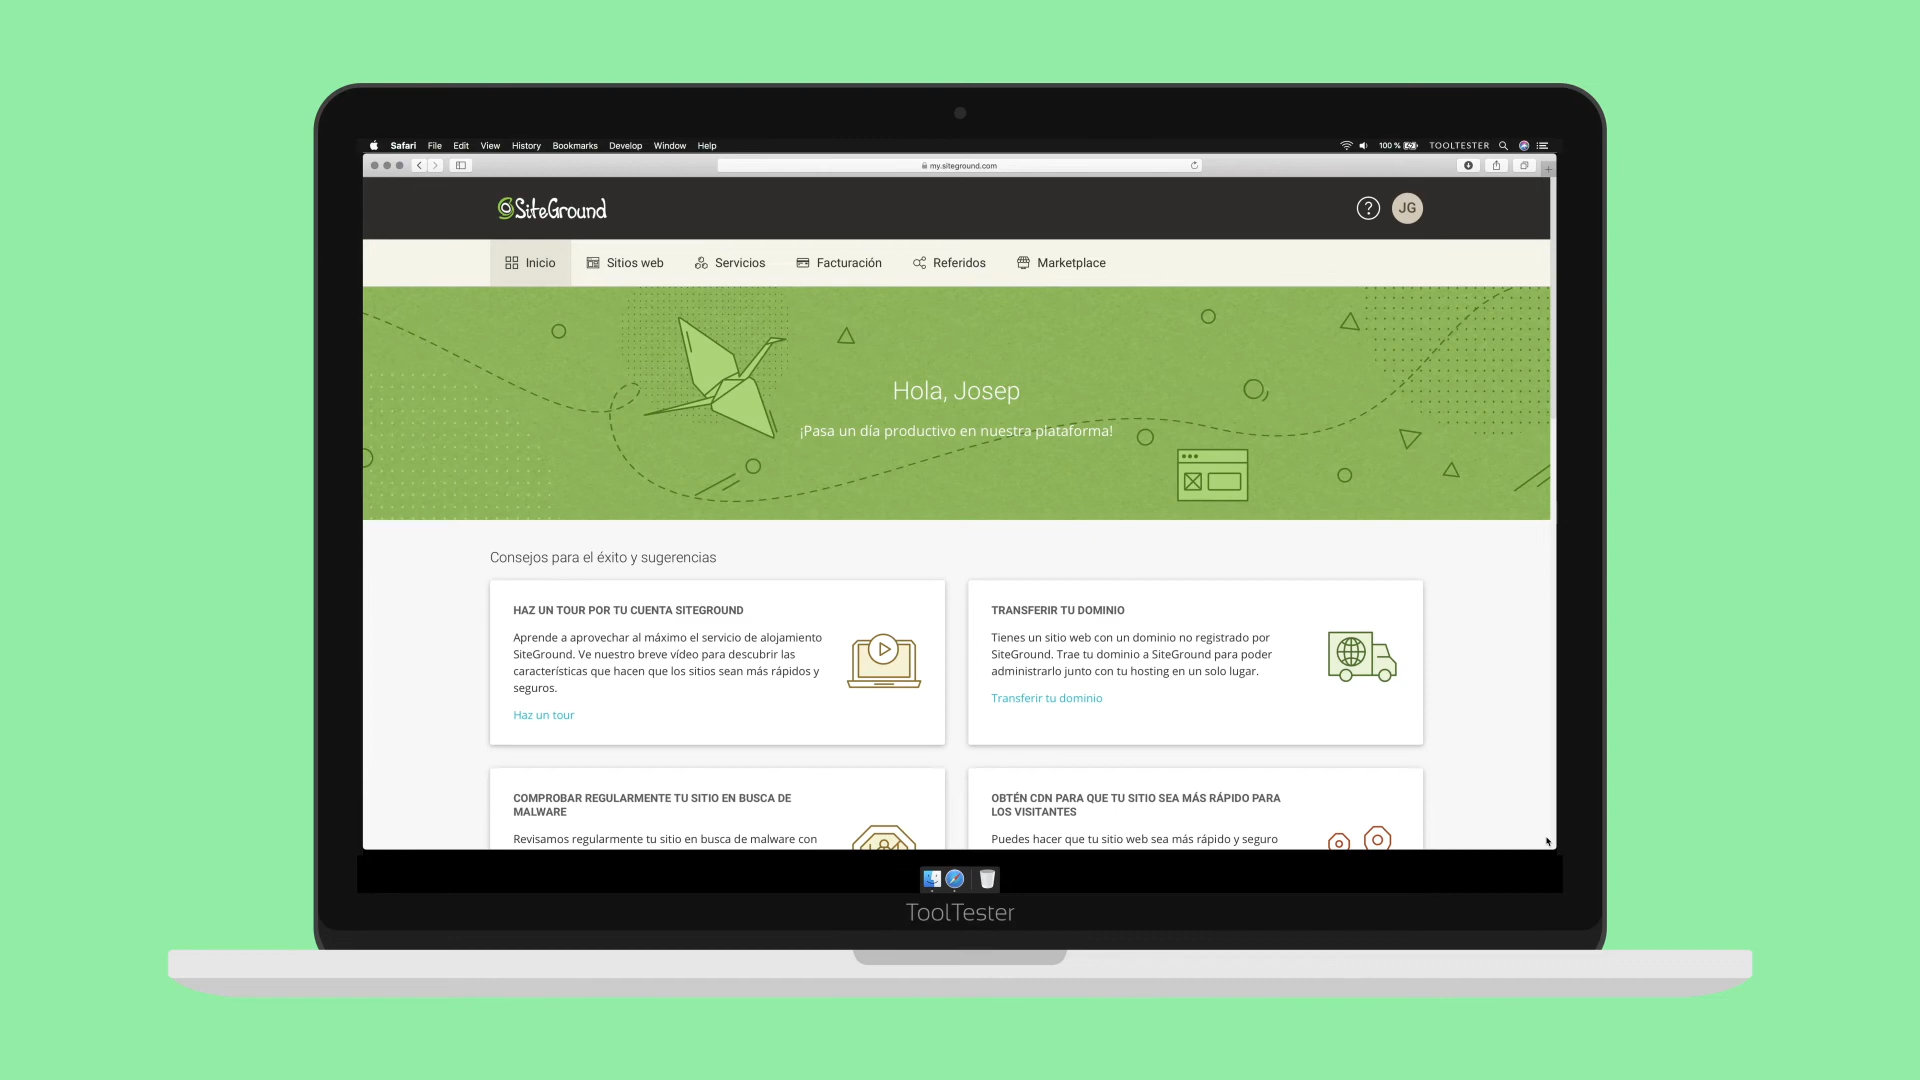 Safari File Edit View History Bookmarks Develop Window Help
100 % TOOLTESTER
my.siteground.com
SiteGround
? JG
Inicio Sitios web Servicios Facturación Referidos Marketplace
Hola, Josep
¡Pasa un día productivo en nuestra plataforma!
Consejos para el éxito y sugerencias
HAZ UN TOUR POR TU CUENTA SITEGROUND
Aprende a aprovechar al máximo el servicio de alojamiento
SiteGround. Ve nuestro breve vídeo para descubrir las
características que hacen que los sitios sean más rápidos y
seguros.
Haz un tour
TRANSFERIR TU DOMINIO
Tienes un sitio web con un dominio no registrado por
SiteGround. Trae tu dominio a SiteGround para poder
administrarlo junto con tu hosting en un solo lugar.
Transferir tu dominio
COMPROBAR REGULARMENTE TU SITIO EN BUSCA DE
MALWARE
Revisamos regularmente tu sitio en busca de malware con
OBTÉN CDN PARA QUE TU SITIO SEA MÁS RÁPIDO PARA
LOS VISITANTES
Puedes hacer que tu sitio web sea más rápido y seguro
ToolTester